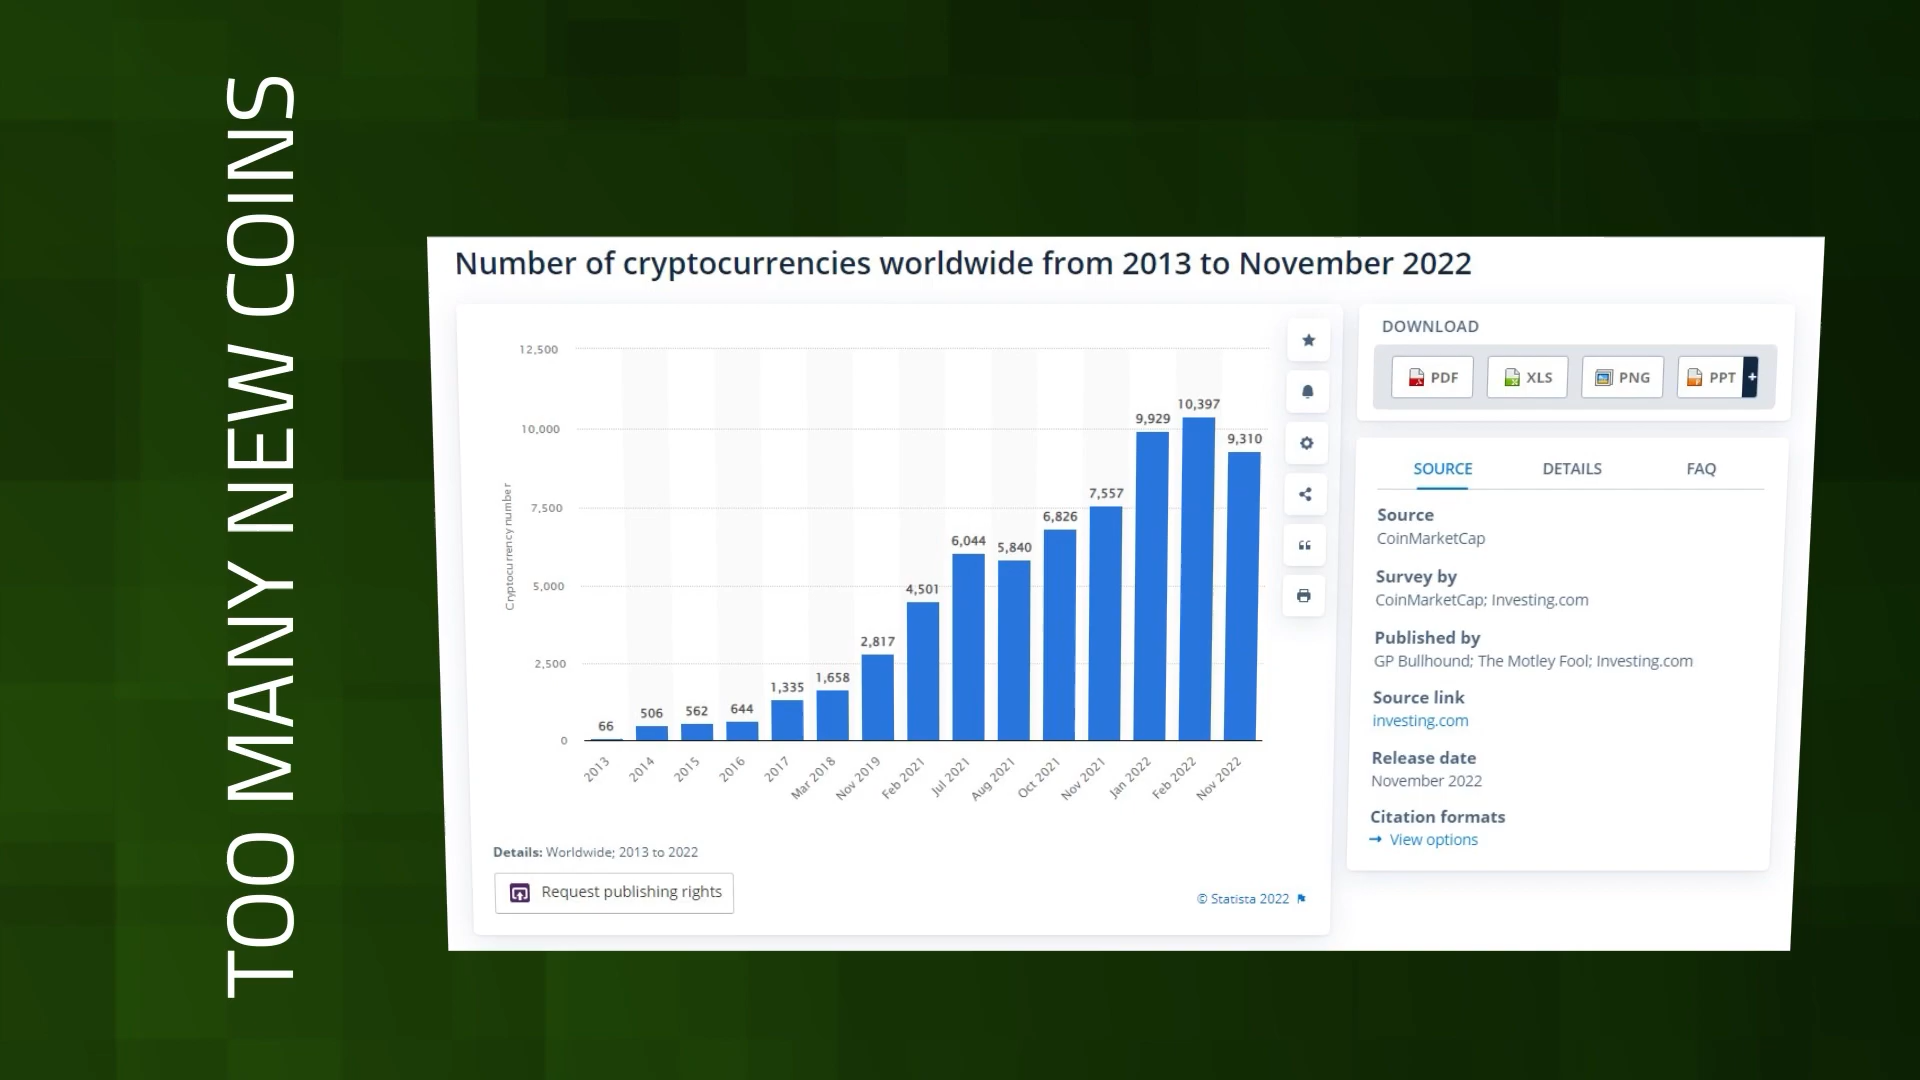 TOO MANY NEW COINS
Number of cryptocurrencies worldwide from 2013 to November 2022
12,500
10,000
7,500
5,000
2,500
0
Cryptocurrency number
66
506
562
644
1,335
1,658
2,817
4,501
6,044
5,840
6,826
7,557
9,929
10,397
9,310
2013
2014
2015
2016
2017
Mar 2018
Nov 2019
Feb 2021
Jul 2021
Aug 2021
Oct 2021
Nov 2021
Jan 2022
Feb 2022
Nov 2022
Details: Worldwide; 2013 to 2022
Request publishing rights
© Statista 2022
DOWNLOAD
PDF
XLS
PNG
PPT
+
SOURCE
DETAILS
FAQ
Source
CoinMarketCap
Survey by
CoinMarketCap; Investing.com
Published by
GP Bullhound; The Motley Fool; Investing.com
Source link
investing.com
Release date
November 2022
Citation formats
→ View options